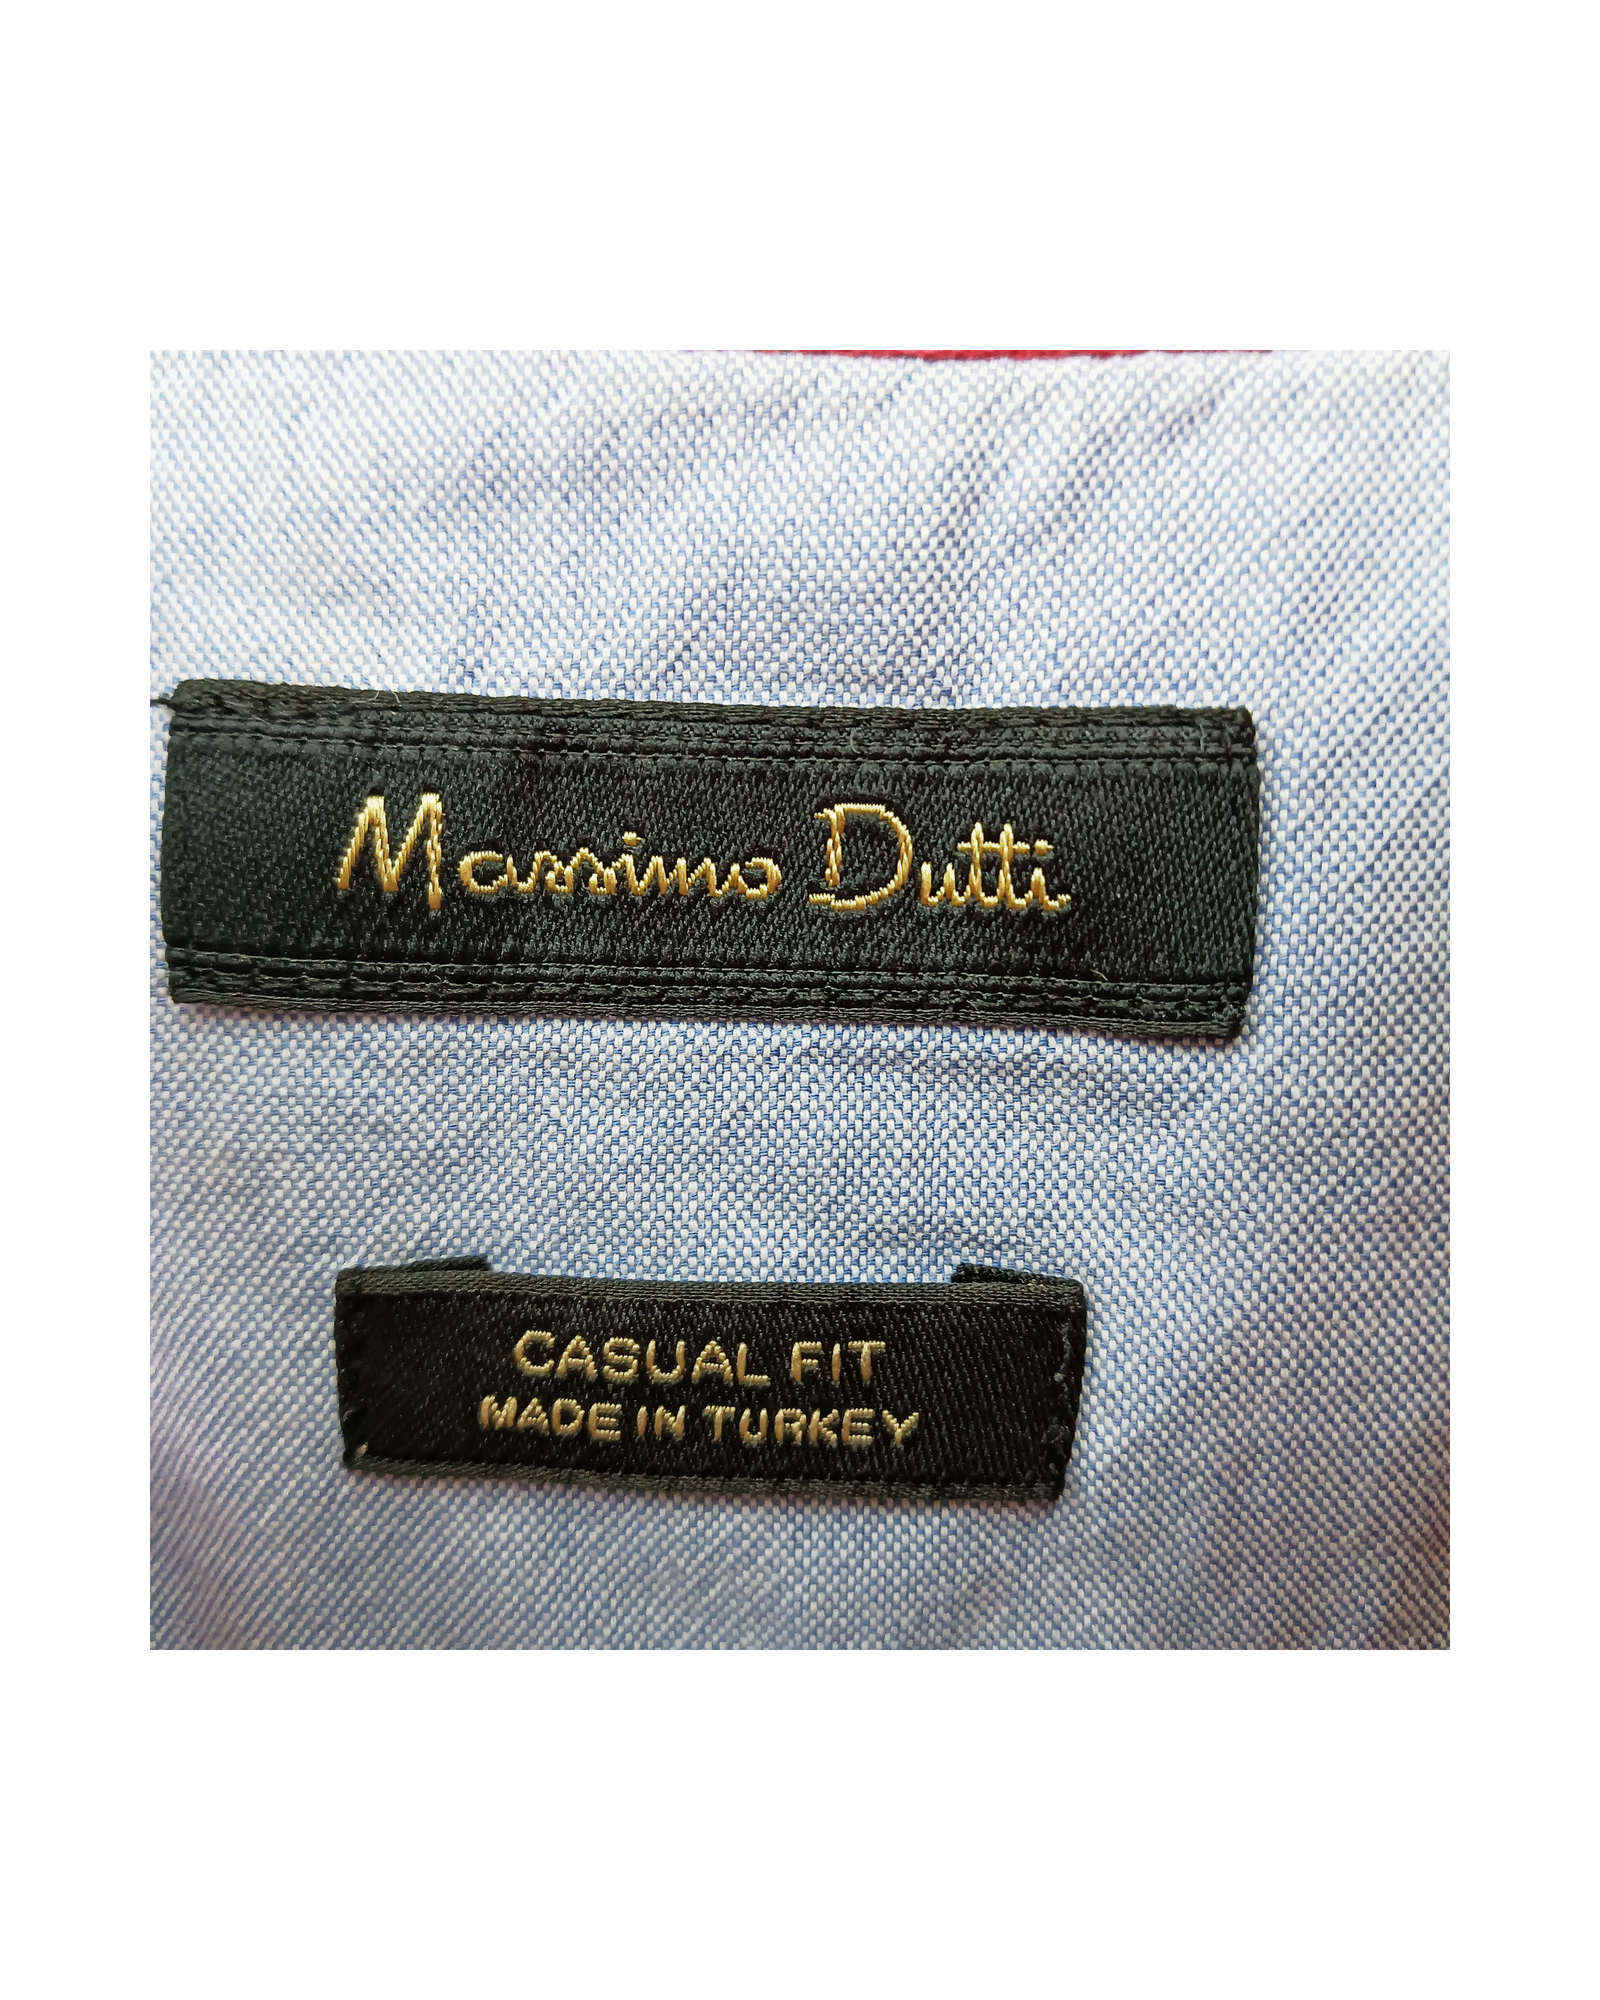 Massimo Dutti
CASUAL FIT
MADE IN TURKEY